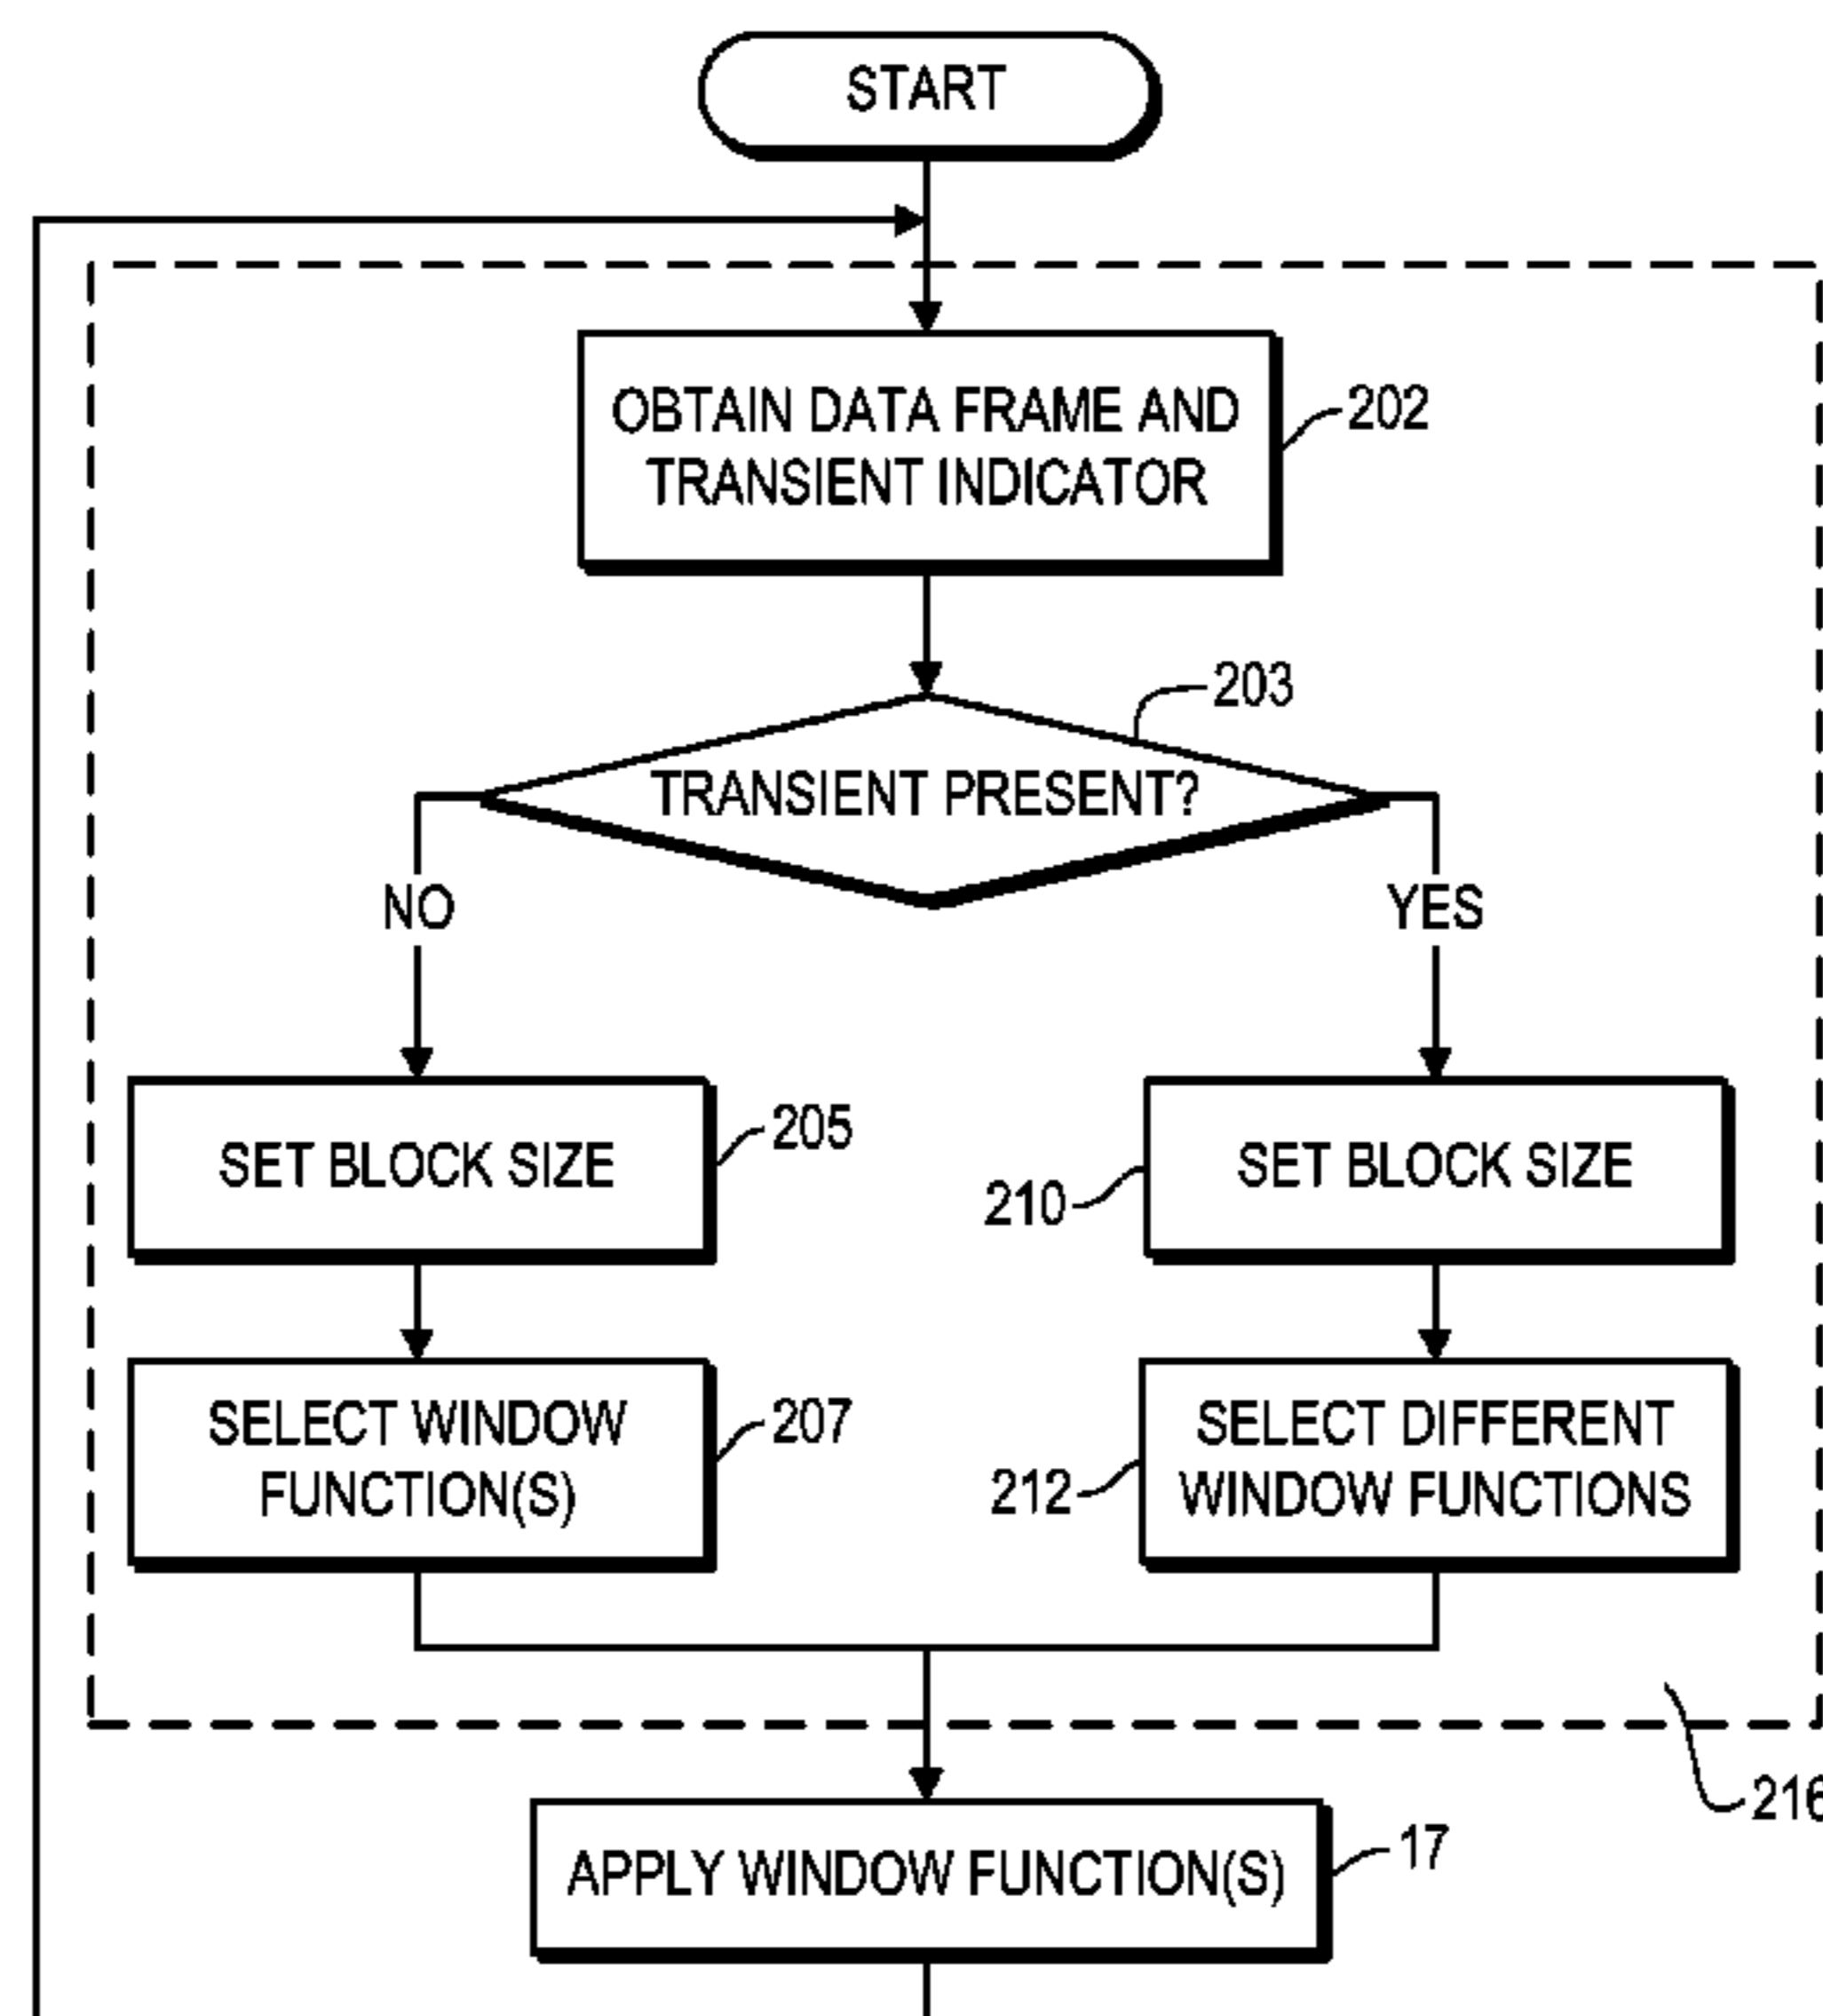 START
OBTAIN DATA FRAME AND
TRANSIENT INDICATOR
202
203
TRANSIENT PRESENT?
NO
YES
SET BLOCK SIZE
205
210
SET BLOCK SIZE
SELECT WINDOW
FUNCTION(S)
207
212
SELECT DIFFERENT
WINDOW FUNCTIONS
216
APPLY WINDOW FUNCTION(S)
17